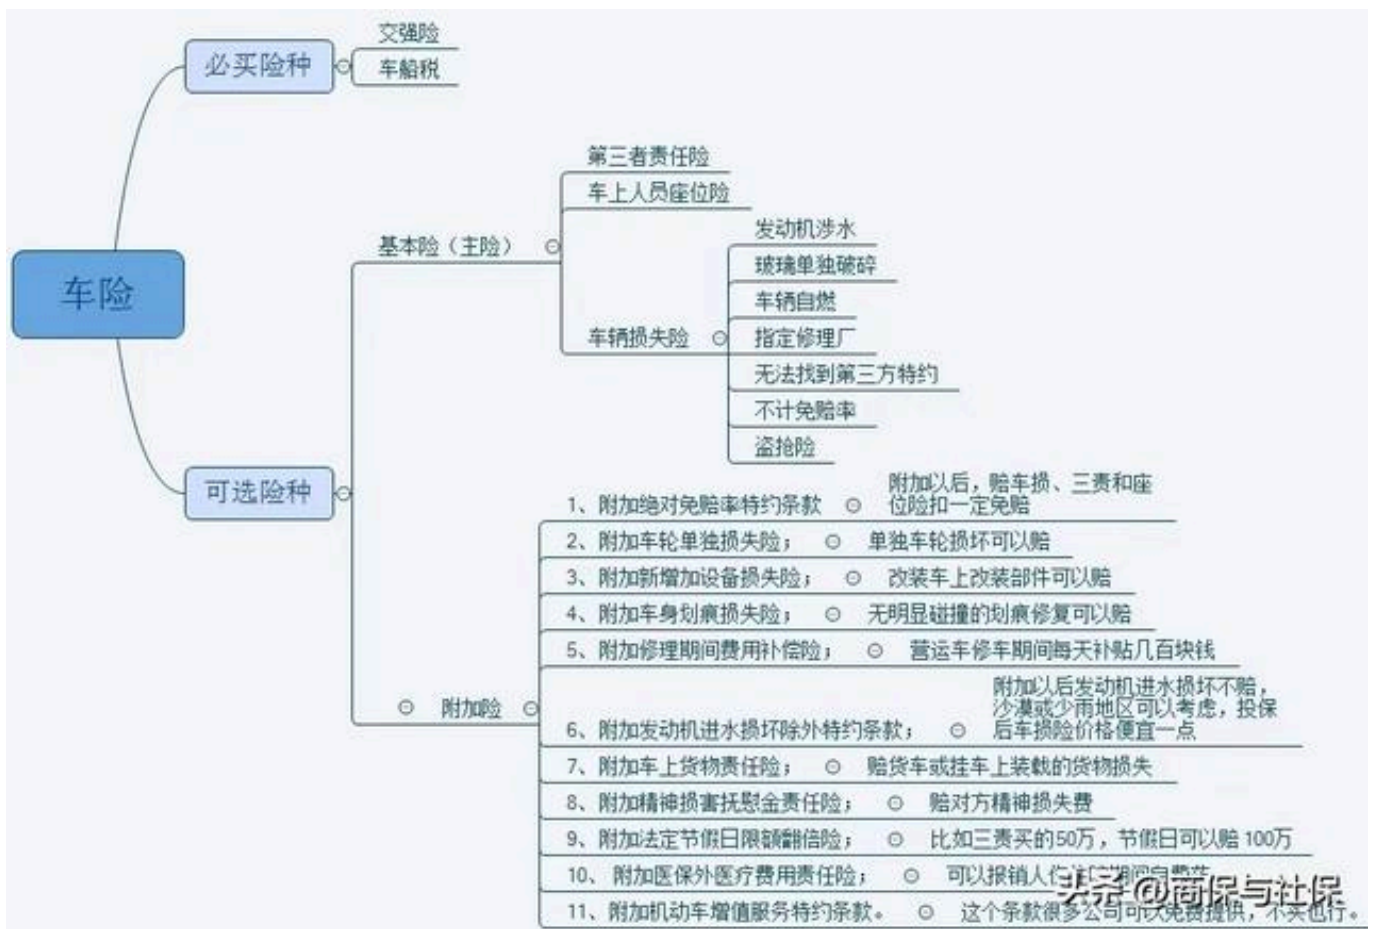 交强险
必买险种
车船税
第三者责任险
车上人员座位险
发动机涉水
基本险（主险）
玻璃单独破碎
车险
车辆自燃
车辆损失险
指定修理厂
无法找到第三方特约
不计免赔率
盗抢险
可选险种
附加以后，赔车损、三责和座
1、附加绝对免赔率特约条款
位险扣一定免赔
2、附加车轮单独损失险； 单独车轮损坏可以赔
3、附加新增加设备损失险； 改装车上改装部件可以赔
4、附加车身划痕损失险； 无明显碰撞的划痕修复可以赔
5、附加修理期间费用补偿险； 营运车修车期间每天补贴几百块钱
附加险
附加以后发动机进水损坏不赔，
沙漠或少雨地区可以考虑，投保
6、附加发动机进水损坏除外特约条款； 后车损险价格便宜一点
7、附加车上货物责任险； 赔货车或挂车上装载的货物损失
8、附加精神损害抚慰金责任险； 赔对方精神损失费
9、附加法定节假日限额翻倍险； 比如三责买的50万，节假日可以赔100万
10、附加医保外医疗费用责任险； 可以报销人
11、附加机动车增值服务特约条款。 这个条款很多公司可以免费提供，不买也行。
头条 @商保与社保